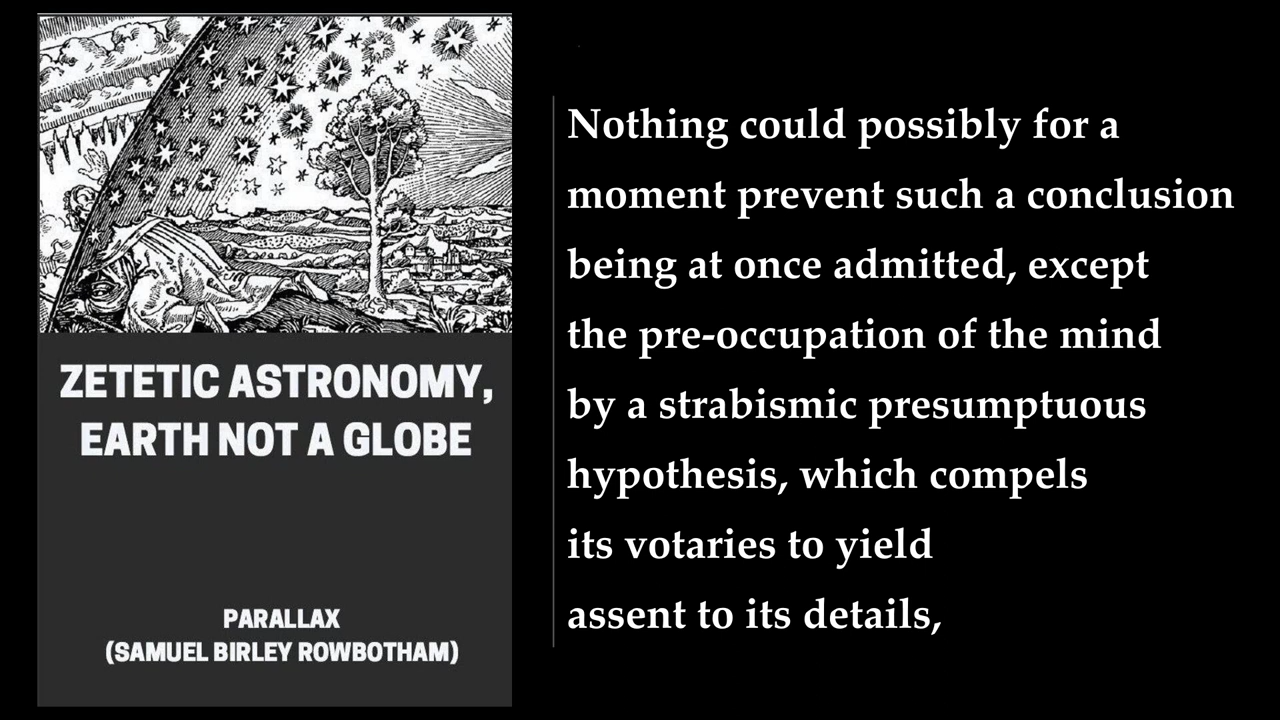 ZETETIC ASTRONOMY,
EARTH NOT A GLOBE
PARALLAX
(SAMUEL BIRLEY ROWBOTHAM)
Nothing could possibly for a
moment prevent such a conclusion
being at once admitted, except
the pre-occupation of the mind
by a strabismic presumptuous
hypothesis, which compels
its votaries to yield
assent to its details,